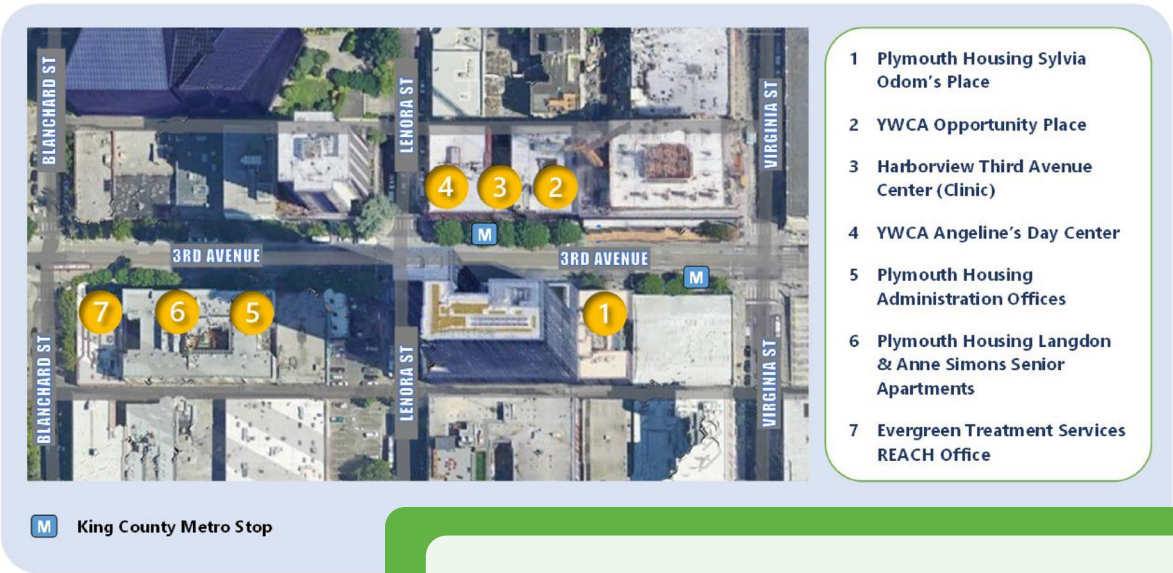 BLANCHARD ST
LENORA ST
VIRGINIA ST
4
3
2
M
3RD AVENUE
3RD AVENUE
M
7
6
5
1
BLANCHARD ST
LENORA ST
VIRGINIA ST
1 Plymouth Housing Sylvia
Odom’s Place
2 YWCA Opportunity Place
3 Harborview Third Avenue
Center (Clinic)
4 YWCA Angeline’s Day Center
5 Plymouth Housing
Administration Offices
6 Plymouth Housing Langdon
& Anne Simons Senior
Apartments
7 Evergreen Treatment Services
REACH Office
M King County Metro Stop